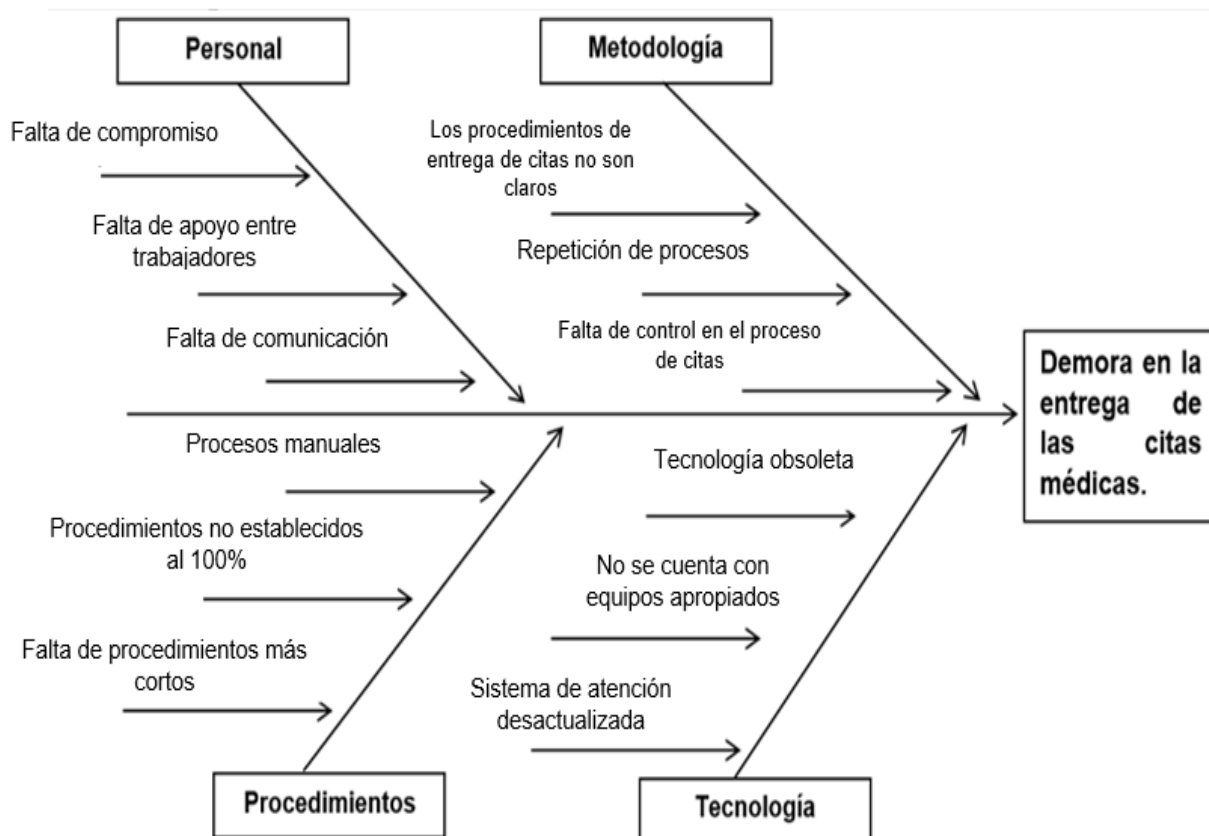 Personal
Metodología
Falta de compromiso
Falta de apoyo entre
trabajadores
Falta de comunicación
Los procedimientos de
entrega de citas no son
claros
Repetición de procesos
Falta de control en el proceso
de citas
Demora en la
entrega de
las citas
médicas.
Procesos manuales
Procedimientos no establecidos
al 100%
Falta de procedimientos más
cortos
Tecnología obsoleta
No se cuenta con
equipos apropiados
Sistema de atención
desactualizada
Procedimientos
Tecnología